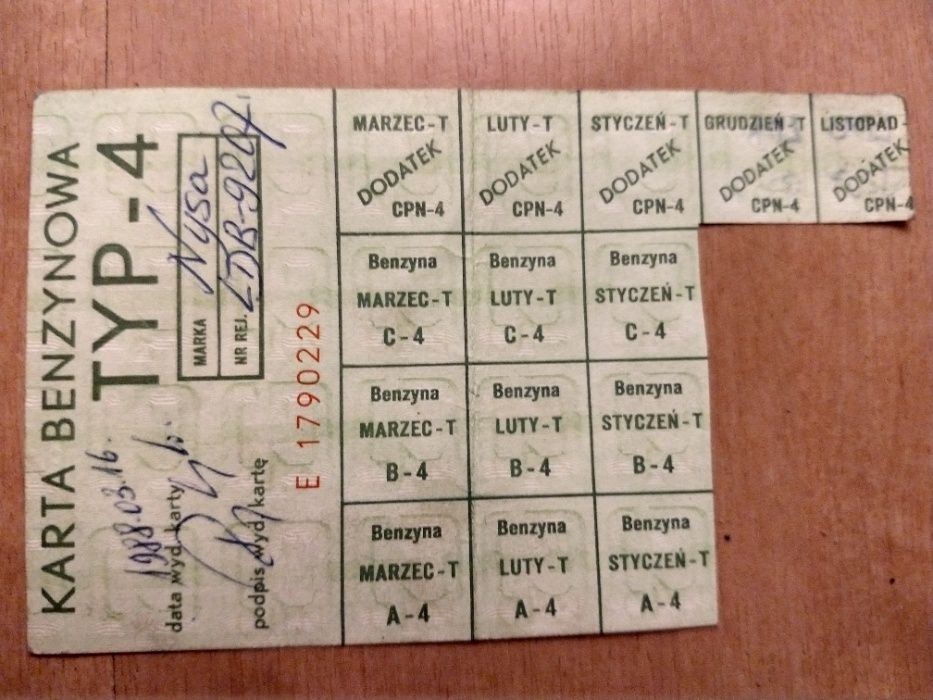 KARTA BENZYNOWA
TYP-4
MARKA Nysa
NR REJ. LDB-9207
1988.03.16.
data wyd. karty
podpis wyd. kartę
E 1790229
MARZEC-T
DODATEK
CPN-4
LUTY-T
DODATEK
CPN-4
STYCZEŃ-T
DODATEK
CPN-4
GRUDZIEŃ-T
DODATEK
CPN-4
LISTOPAD-
DODATEK
CPN-4
Benzyna
MARZEC-T
C-4
Benzyna
LUTY-T
C-4
Benzyna
STYCZEŃ-T
C-4
Benzyna
MARZEC-T
B-4
Benzyna
LUTY-T
B-4
Benzyna
STYCZEŃ-T
B-4
Benzyna
MARZEC-T
A-4
Benzyna
LUTY-T
A-4
Benzyna
STYCZEŃ-T
A-4